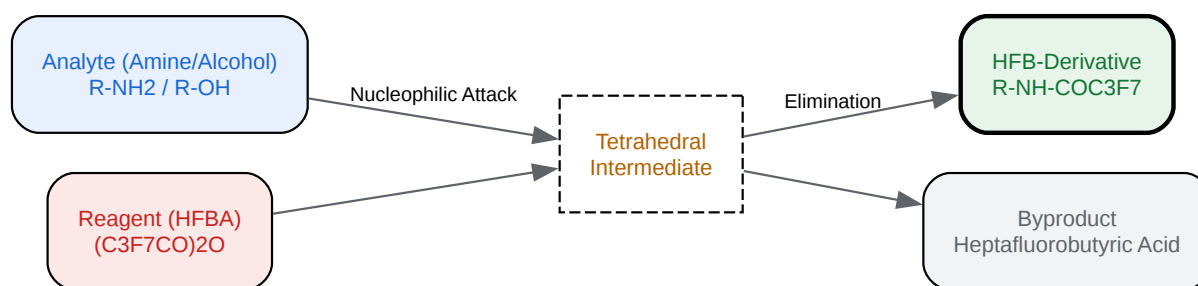 Analyte (Amine/Alcohol)
R-NH2 / R-OH
Nucleophilic Attack
Reagent (HFBA)
(C3F7CO)2O
Tetrahedral
Intermediate
Elimination
HFB-Derivative
R-NH-COC3F7
Byproduct
Heptafluorobutyric Acid